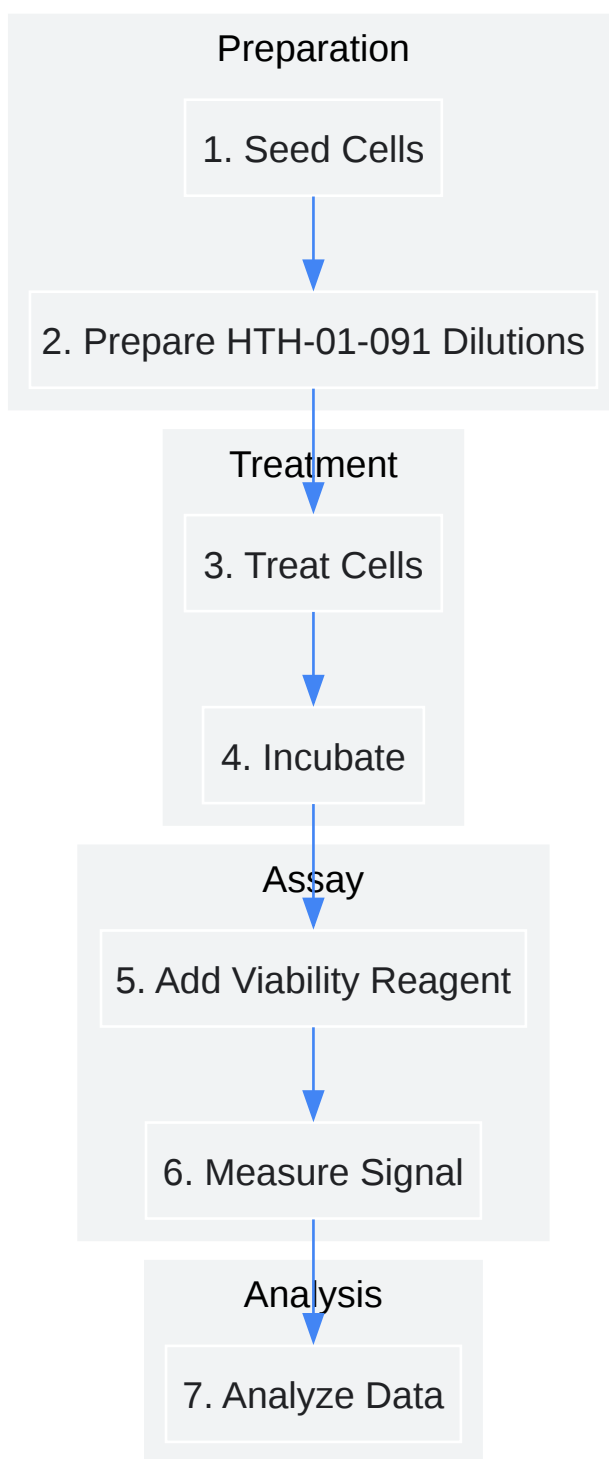 Preparation
1. Seed Cells
2. Prepare HTH-01-091 Dilutions
Treatment
3. Treat Cells
4. Incubate
Assay
5. Add Viability Reagent
6. Measure Signal
Analysis
7. Analyze Data